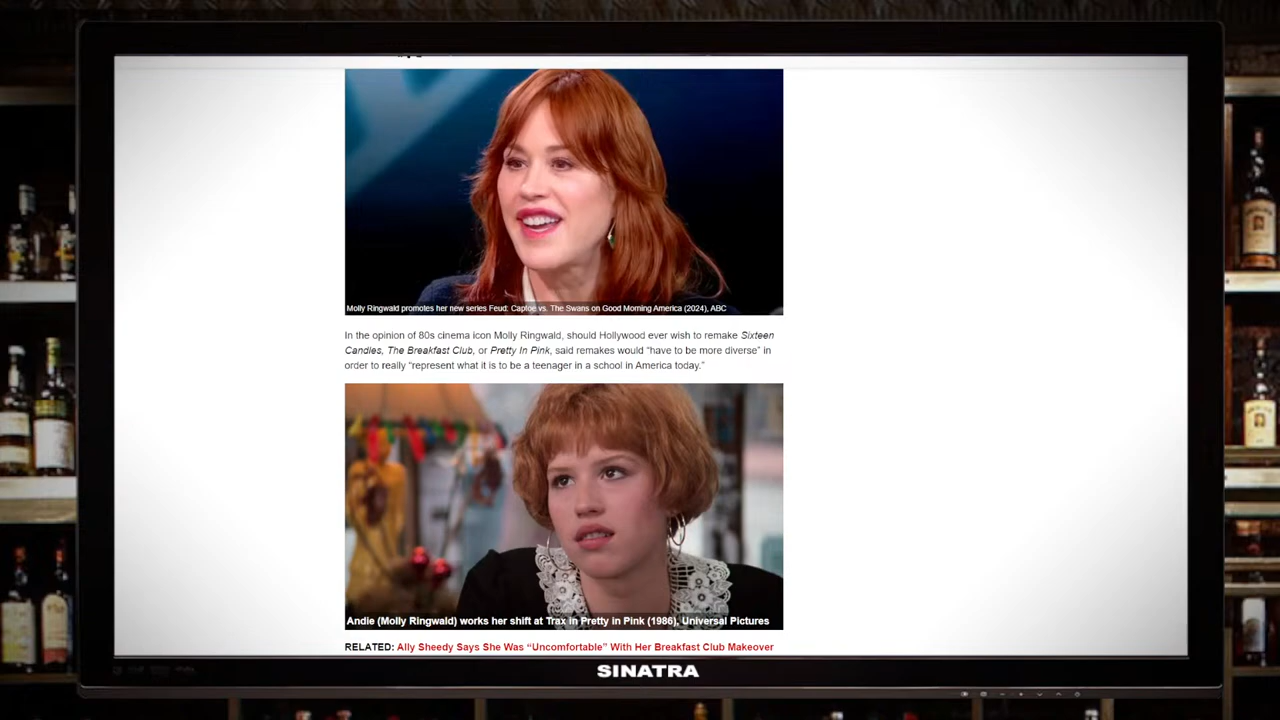 Molly Ringwald promotes her new series Feud: Captoe vs. The Swans on Good Morning America (2024), ABC
In the opinion of 80s cinema icon Molly Ringwald, should Hollywood ever wish to remake Sixteen
Candles, The Breakfast Club, or Pretty In Pink, said remakes would “have to be more diverse” in
order to really “represent what it is to be a teenager in a school in America today.”
Andie (Molly Ringwald) works her shift at Trax in Pretty in Pink (1986), Universal Pictures
RELATED: Ally Sheedy Says She Was “Uncomfortable” With Her Breakfast Club Makeover
SINATRA